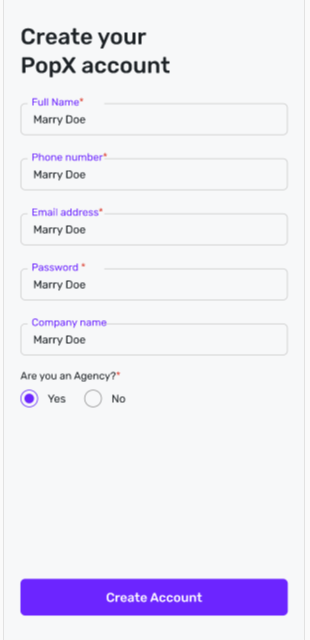 Create your
PopX account
Full Name*
Marry Doe
Phone number*
Marry Doe
Email address*
Marry Doe
Password *
Marry Doe
Company name
Marry Doe
Are you an Agency?*
Yes No
Create Account